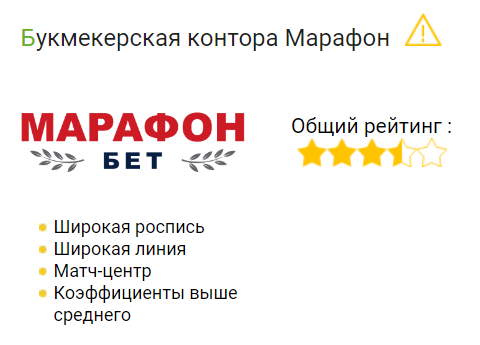 Букмекерская контора Марафон
МАРАФОН
БЕТ
Общий рейтинг :
Широкая роспись
Широкая линия
Матч-центр
Коэффициенты выше
среднего